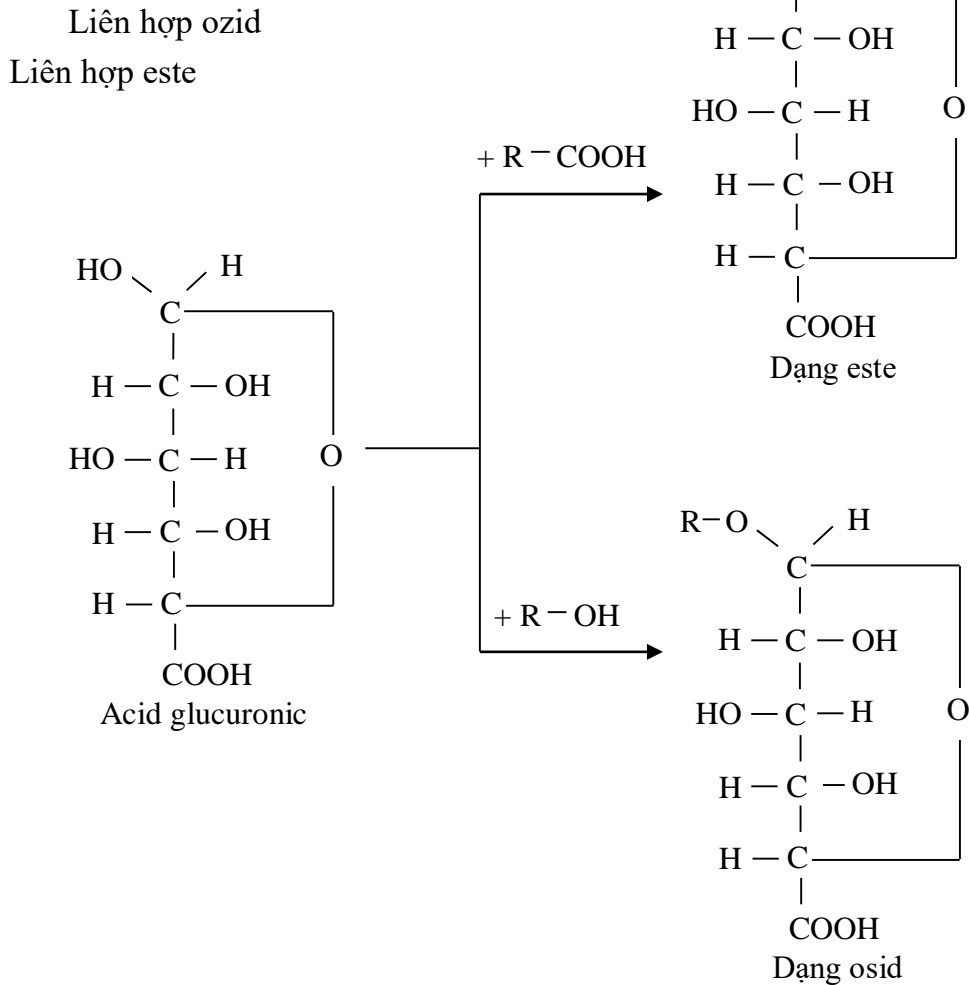 Liên hợp ozid
Liên hợp este
H — C — OH
HO — C — H
O
+ R — COOH
H — C — OH
H — C
COOH
Dạng este
HO H
C
H — C — OH
HO — C — H
O
H — C — OH
H — C
COOH
Acid glucuronic
R — O H
C
+ R — OH
H — C — OH
HO — C — H
O
H — C — OH
H — C
COOH
Dạng osid